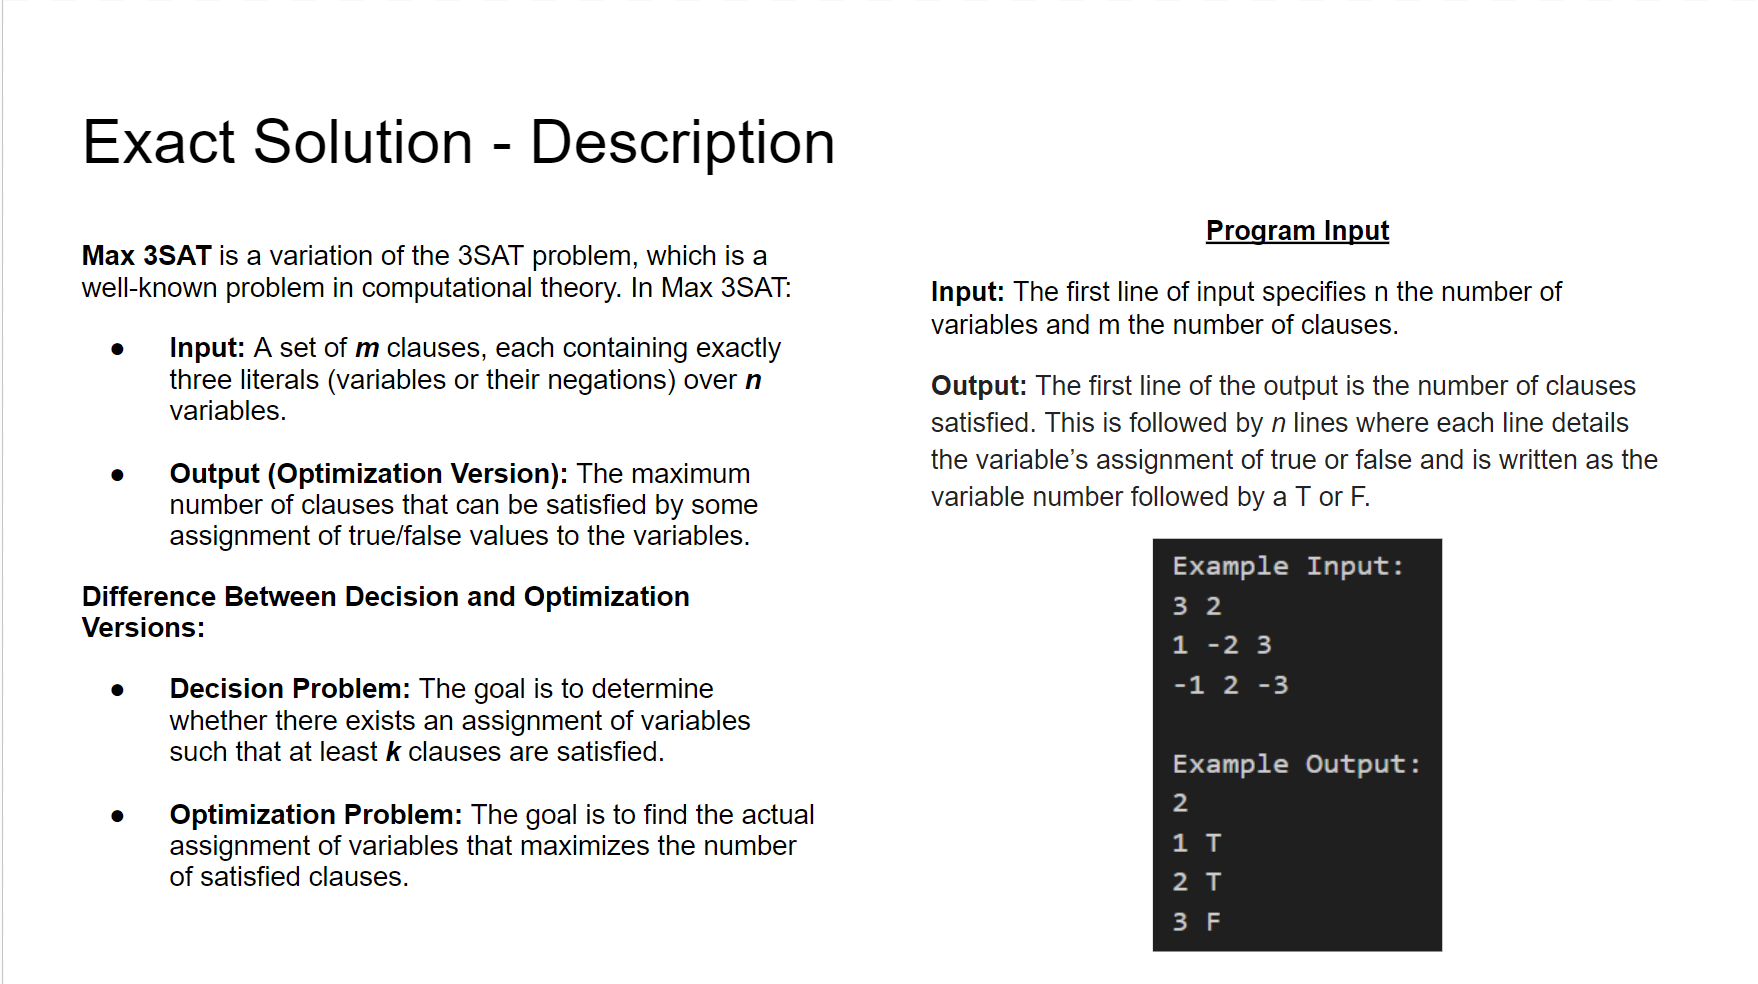 Exact Solution - Description
Max 3SAT is a variation of the 3SAT problem, which is a
well-known problem in computational theory. In Max 3SAT:
● Input: A set of m clauses, each containing exactly
three literals (variables or their negations) over n
variables.
● Output (Optimization Version): The maximum
number of clauses that can be satisfied by some
assignment of true/false values to the variables.
Difference Between Decision and Optimization
Versions:
● Decision Problem: The goal is to determine
whether there exists an assignment of variables
such that at least k clauses are satisfied.
● Optimization Problem: The goal is to find the actual
assignment of variables that maximizes the number
of satisfied clauses.
Program Input
Input: The first line of input specifies n the number of
variables and m the number of clauses.
Output: The first line of the output is the number of clauses
satisfied. This is followed by n lines where each line details
the variable’s assignment of true or false and is written as the
variable number followed by a T or F.
Example Input:
3 2
1 -2 3
-1 2 -3
Example Output:
2
1 T
2 T
3 F